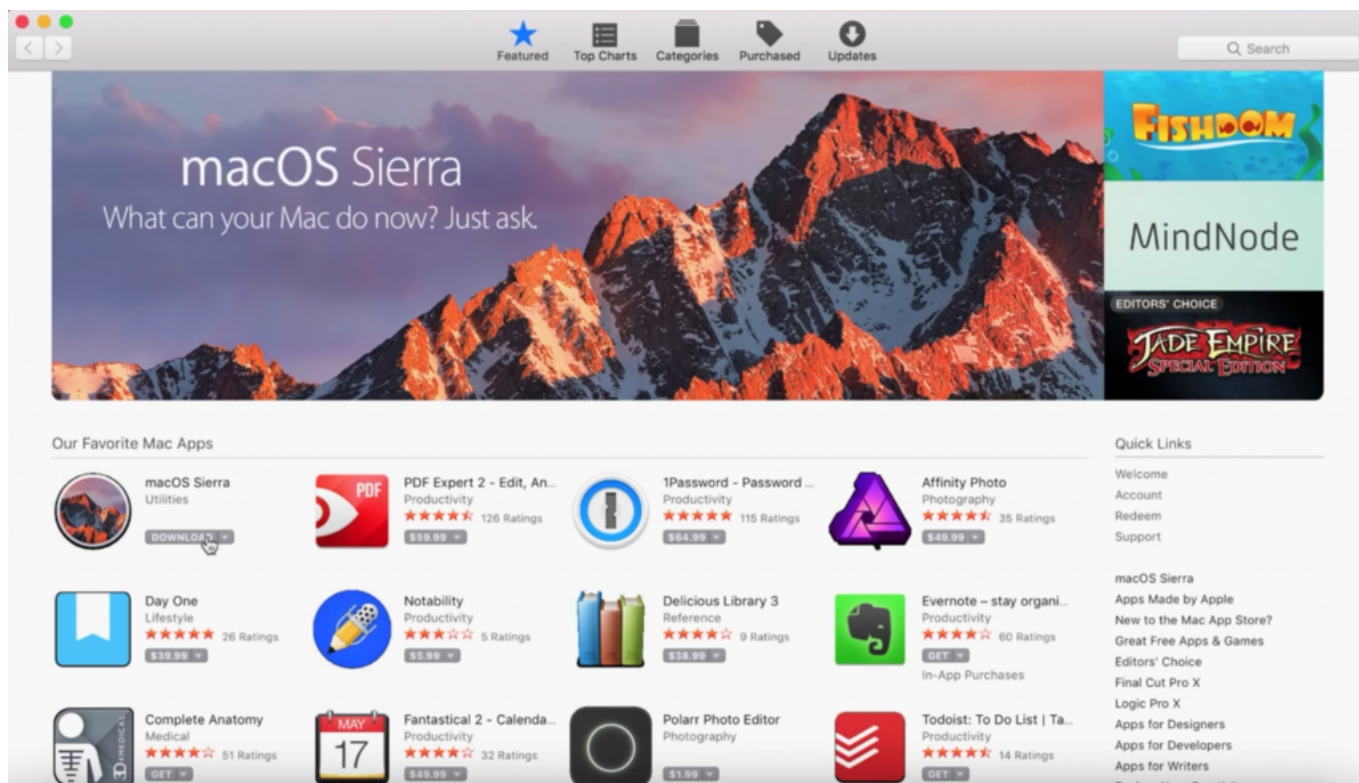 Featured
Top Charts
Categories
Purchased
Updates
Search
macOS Sierra
What can your Mac do now? Just ask.
FISHDOM
MindNode
EDITORS' CHOICE
JADE EMPIRE
SPECIAL EDITION
Our Favorite Mac Apps
macOS Sierra
Utilities
DOWNLOAD
PDF
PDF Expert 2 - Edit, An...
Productivity
126 Ratings
$59.99
1Password - Password ...
Productivity
115 Ratings
$64.99
Affinity Photo
Photography
35 Ratings
$49.99
Day One
Lifestyle
26 Ratings
$39.99
Notability
Productivity
5 Ratings
$5.99
Delicious Library 3
Reference
9 Ratings
$38.99
Evernote – stay organi...
Productivity
60 Ratings
GET
In-App Purchases
3D4MEDICAL
Complete Anatomy
Medical
51 Ratings
GET
MAY
17
Fantastical 2 - Calenda...
Productivity
32 Ratings
$49.99
Polarr Photo Editor
Photography
$1.99
Todoist: To Do List | Ta...
Productivity
14 Ratings
GET
Quick Links
Welcome
Account
Redeem
Support
macOS Sierra
Apps Made by Apple
New to the Mac App Store?
Great Free Apps & Games
Editors' Choice
Final Cut Pro X
Logic Pro X
Apps for Designers
Apps for Developers
Apps for Writers